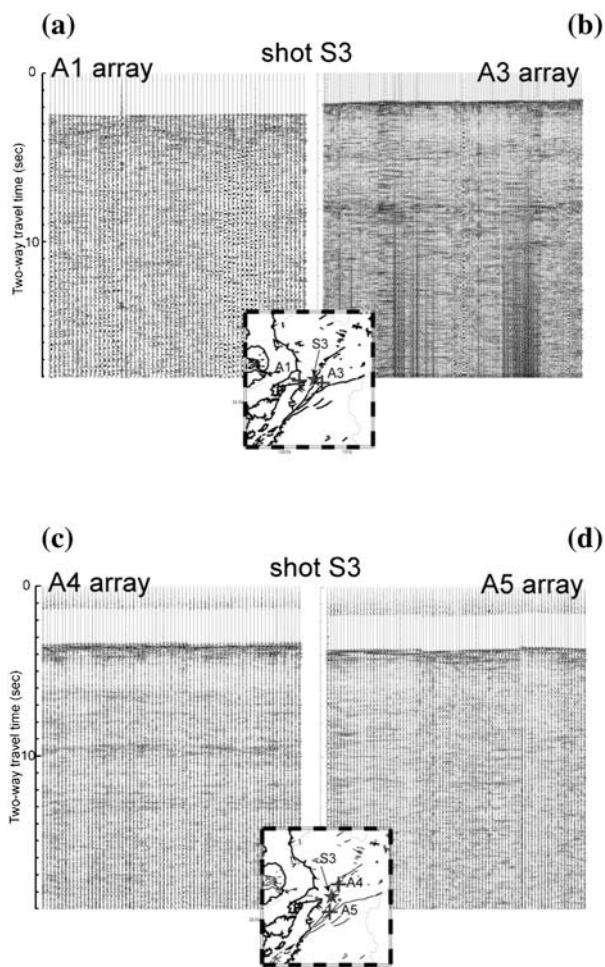 (a)
(b)
shot S3
A1 array
A3 array
0
10
Two-way travel time (sec)
S3
A1
A3
(c)
(d)
shot S3
A4 array
A5 array
0
10
Two-way travel time (sec)
S3
A4
A5